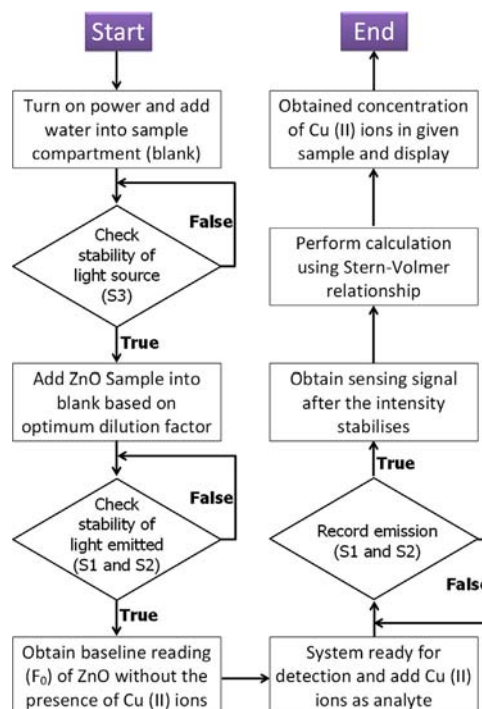 Start
Turn on power and add
water into sample
compartment (blank)
False
Check
stability of
light source
(S3)
True
Add ZnO Sample into
blank based on
optimum dilution factor
False
Check
stability of
light emitted
(S1 and S2)
True
Obtain baseline reading
(F₀) of ZnO without the
presence of Cu (II) ions
System ready for
detection and add Cu (II)
ions as analyte
False
Record emission
(S1 and S2)
True
Obtain sensing signal
after the intensity
stabilises
Perform calculation
using Stern-Volmer
relationship
Obtained concentration
of Cu (II) ions in given
sample and display
End